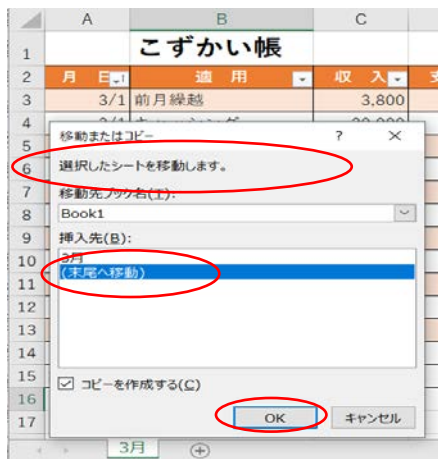 A B C
1 こずかい帳
2 月 日 適 用 収 入
3 3/1 前月繰越 3,800
4
移動またはコピー ? ×
5
6 選択したシートを移動します。
7 移動先ブック名(T):
8 Book1
9 挿入先(B):
10 3月
11 (末尾へ移動)
12
13
14
15 コピーを作成する(C)
16
17 OK キャンセル
3月